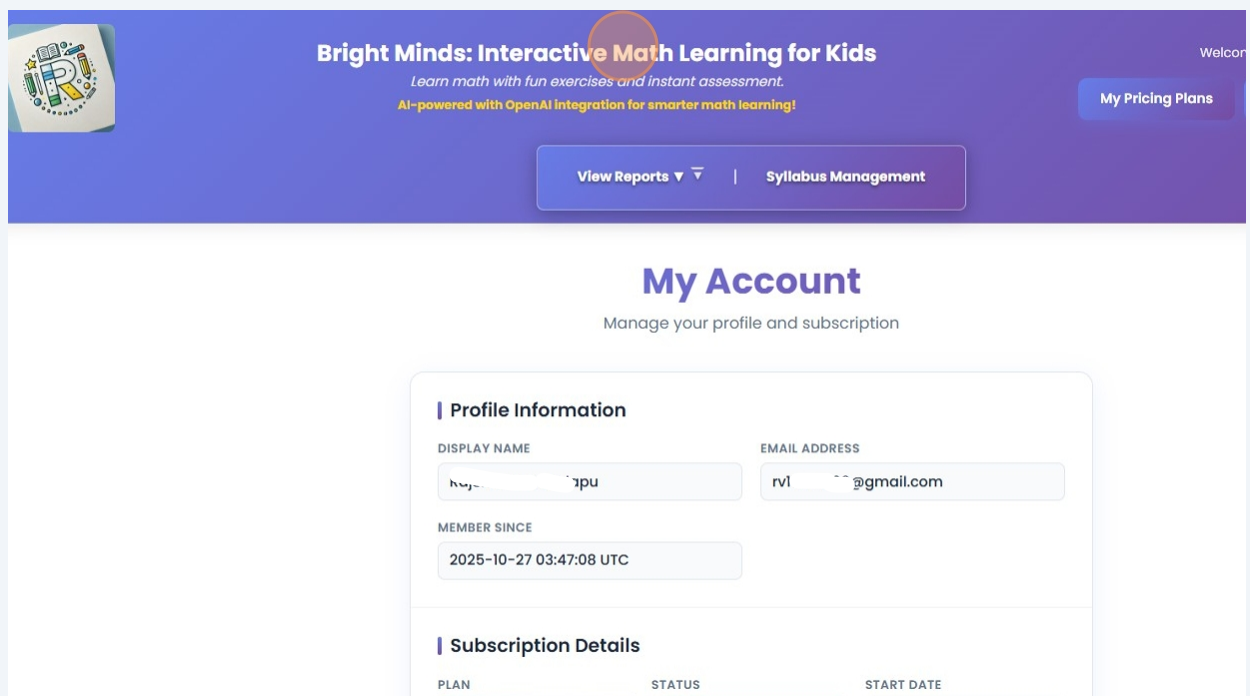 Bright Minds: Interactive Math Learning for Kids
Learn math with fun exercises and instant assessment.
AI-powered with OpenAI integration for smarter math learning!
Welcom
My Pricing Plans
View Reports ▼ | Syllabus Management
My Account
Manage your profile and subscription
Profile Information
DISPLAY NAME EMAIL ADDRESS
apu rv1 @gmail.com
MEMBER SINCE
2025-10-27 03:47:08 UTC
Subscription Details
PLAN STATUS START DATE